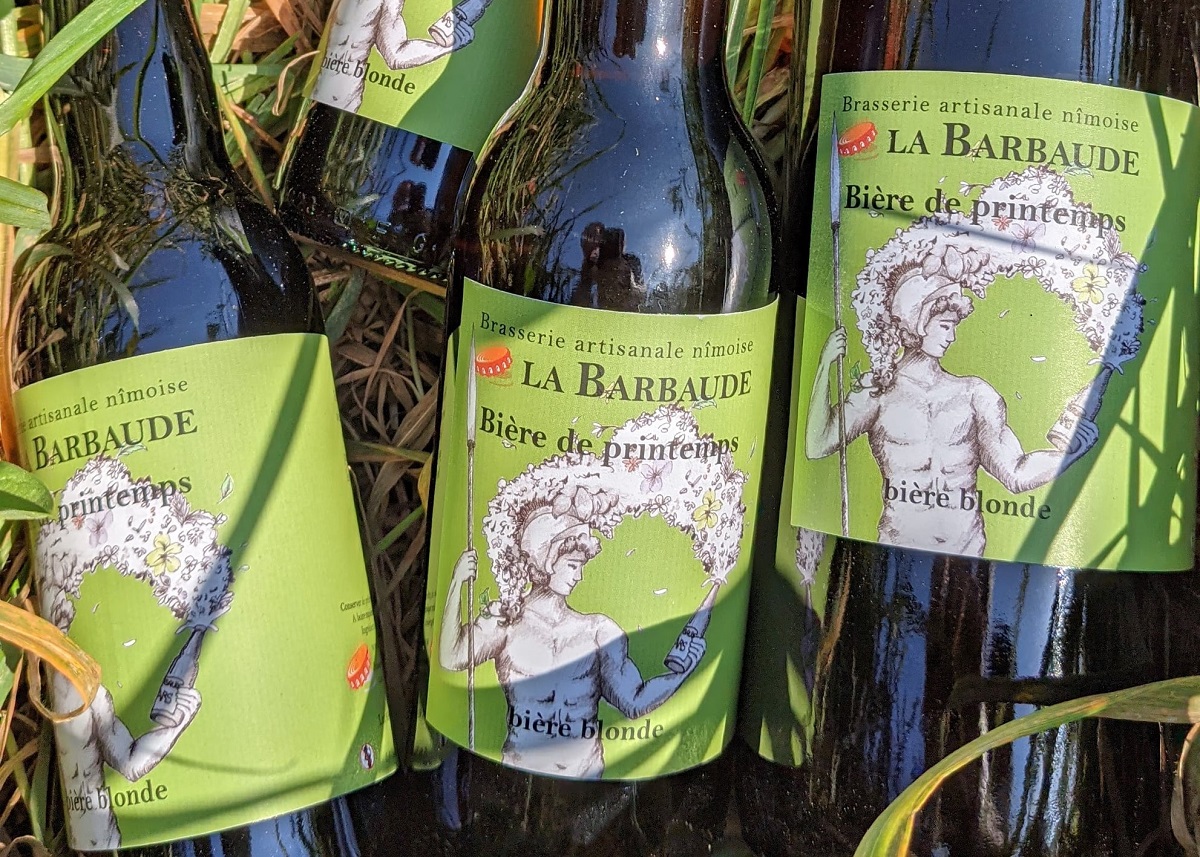 bière blonde
artisanale nîmoise
BARBAUDE
printemps
bière blonde
Brasserie artisanale nîmoise
LA BARBAUDE
Bière de printemps
bière blonde
Brasserie artisanale nîmoise
LA BARBAUDE
Bière de printemps
bière blonde